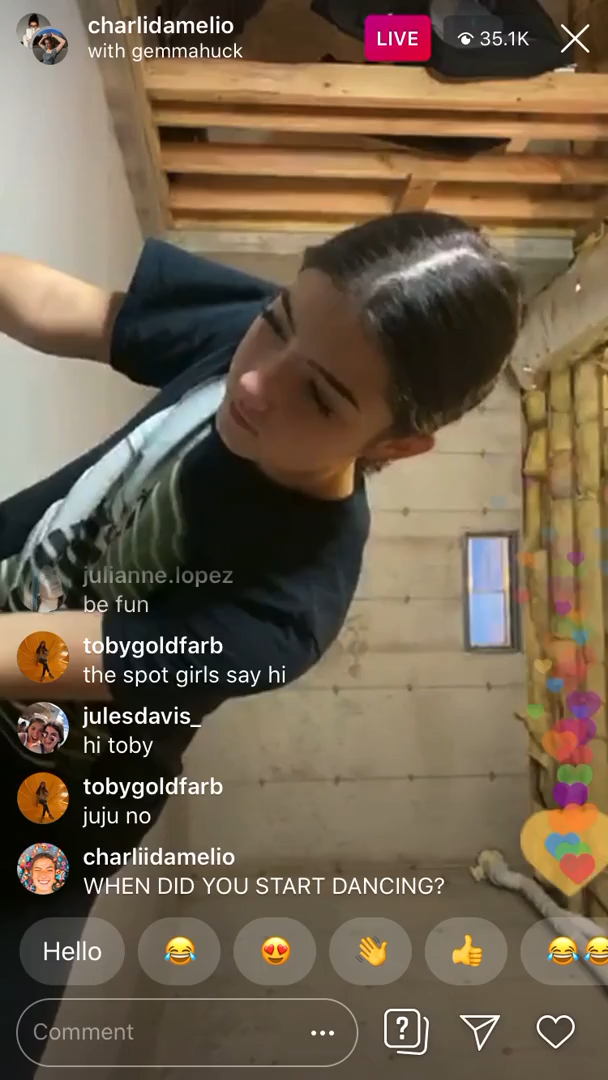 charlidamelio
with gemmahuck
LIVE
35.1K
julianne.lopez
be fun
tobygoldfarb
the spot girls say hi
julesdavis_
hi toby
tobygoldfarb
juju no
charliidamelio
WHEN DID YOU START DANCING?
Hello
Comment